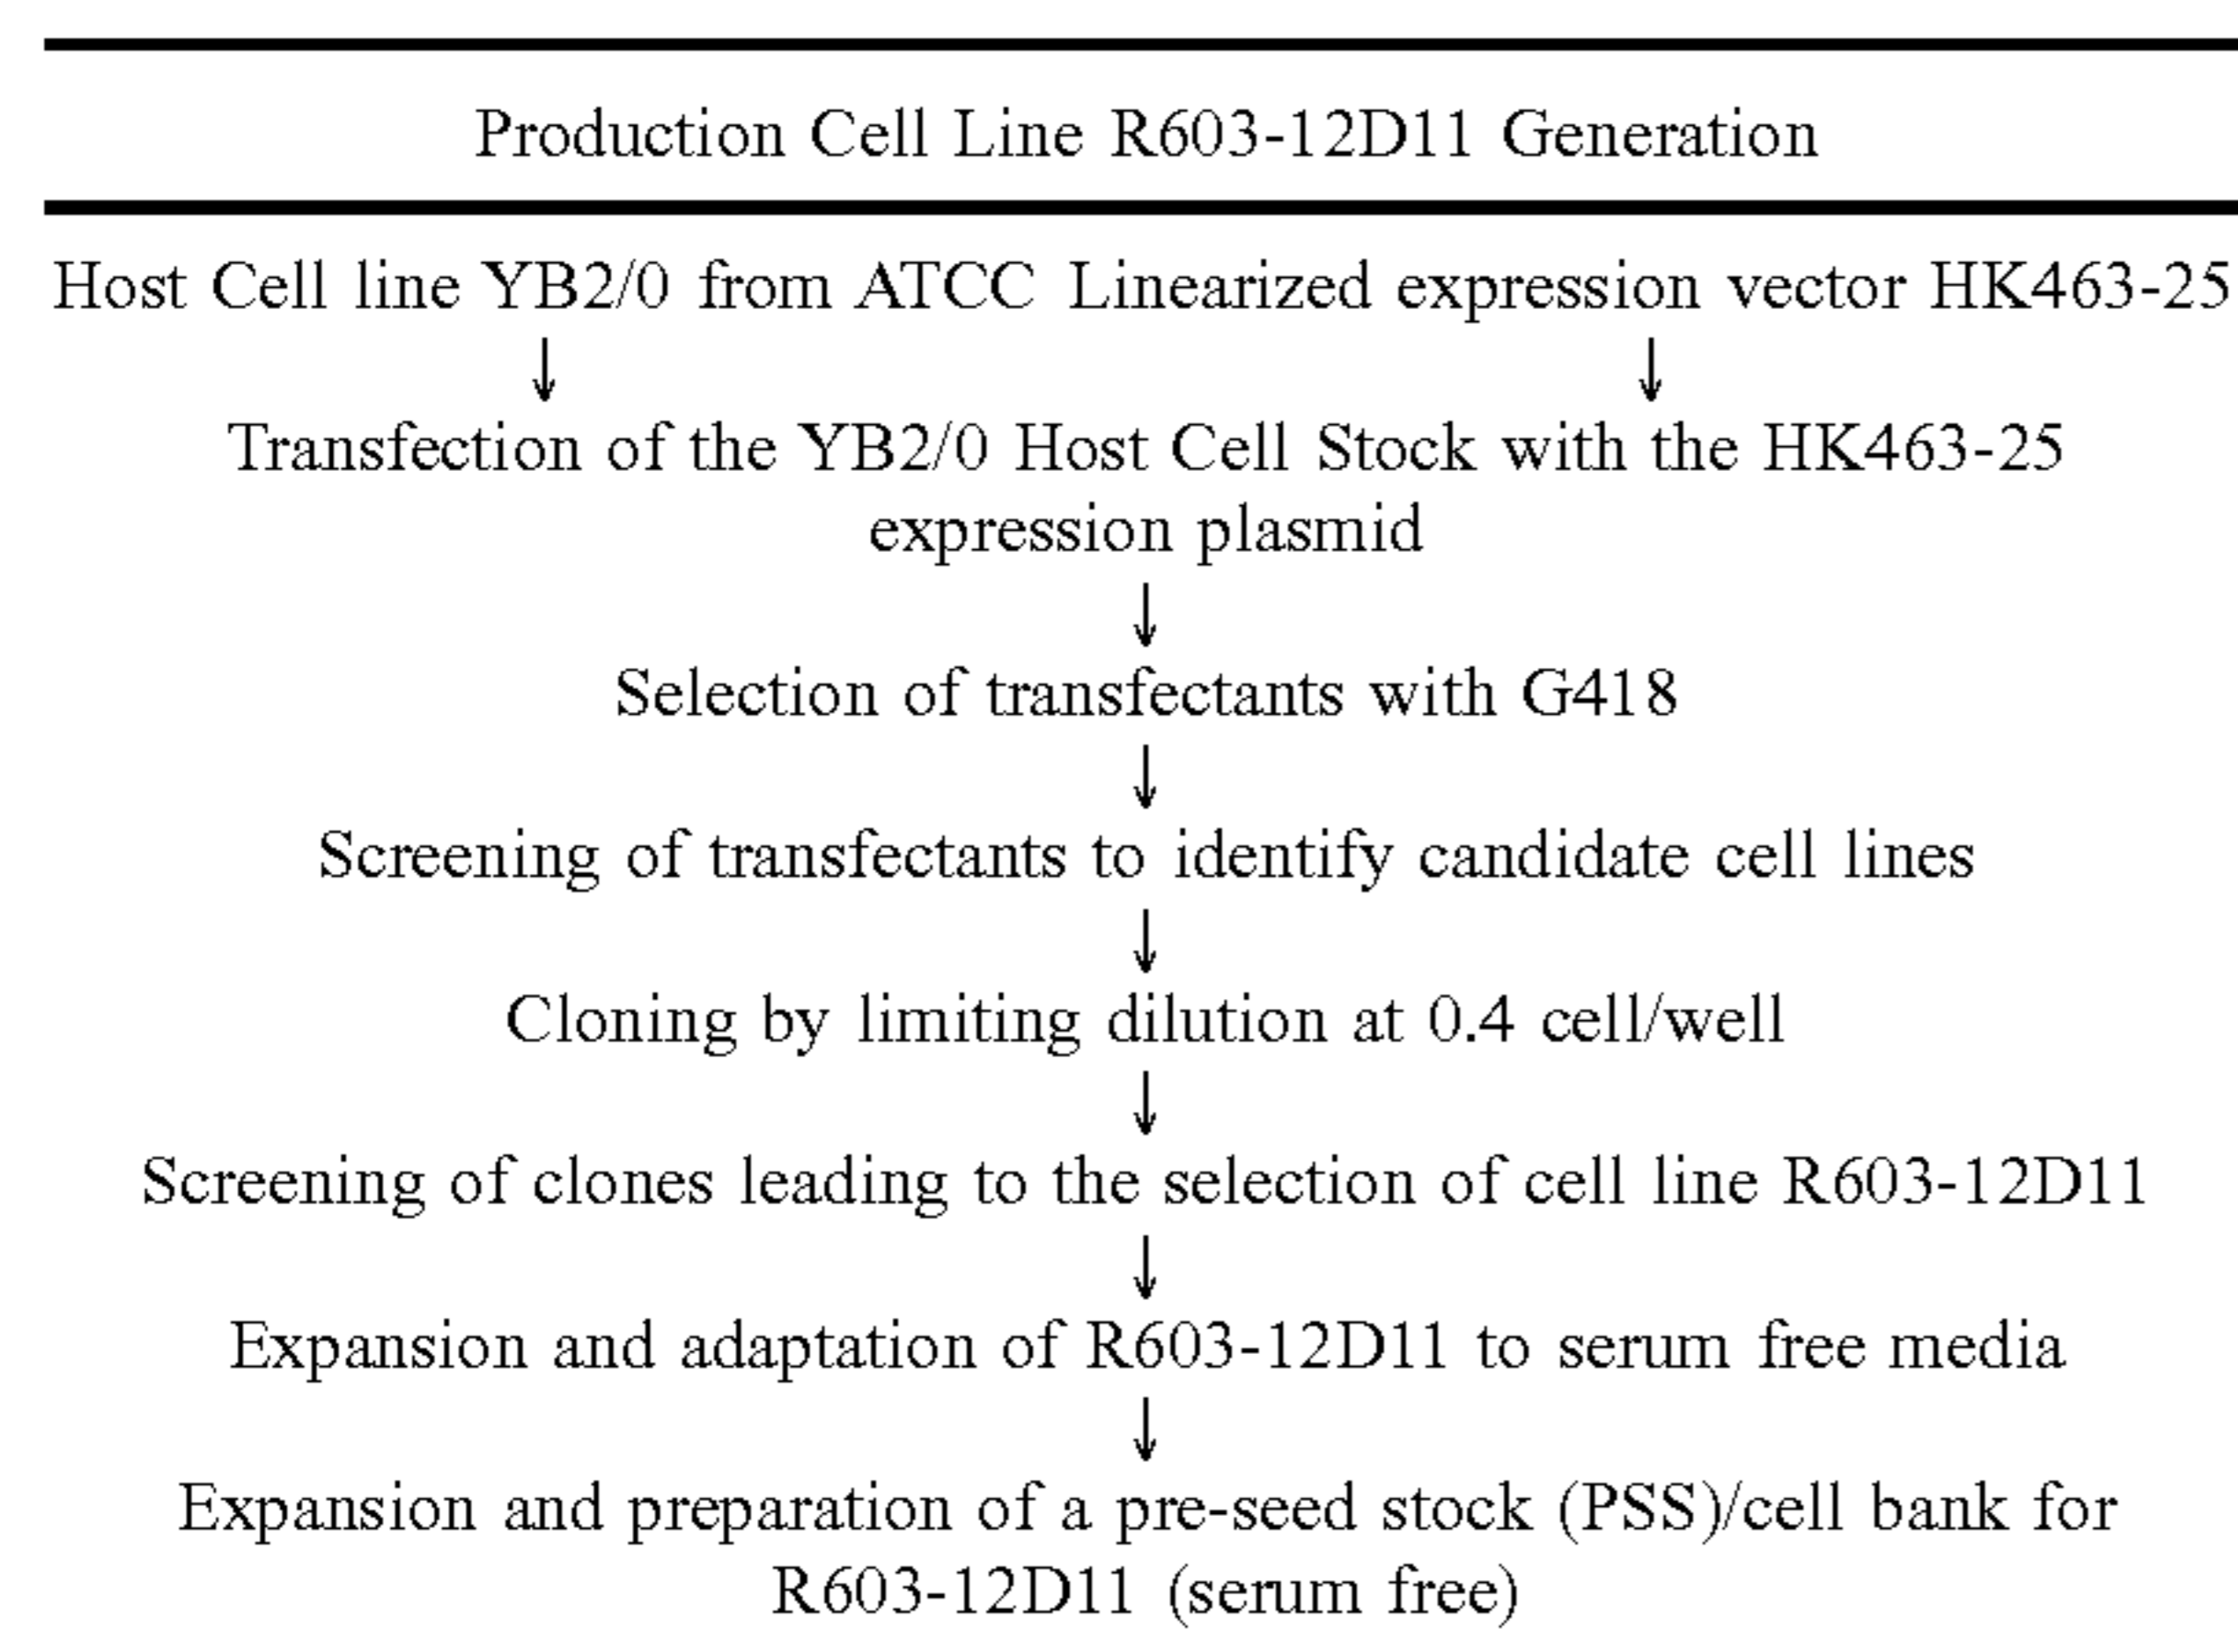 Production Cell Line R603-12D11 Generation
Host Cell line YB2/0 from ATCC Linearized expression vector HK463-25
Transfection of the YB2/0 Host Cell Stock with the HK463-25
expression plasmid
Selection of transfectants with G418
Screening of transfectants to identify candidate cell lines
Cloning by limiting dilution at 0.4 cell/well
Screening of clones leading to the selection of cell line R603-12D11
Expansion and adaptation of R603-12D11 to serum free media
Expansion and preparation of a pre-seed stock (PSS)/cell bank for
R603-12D11 (serum free)